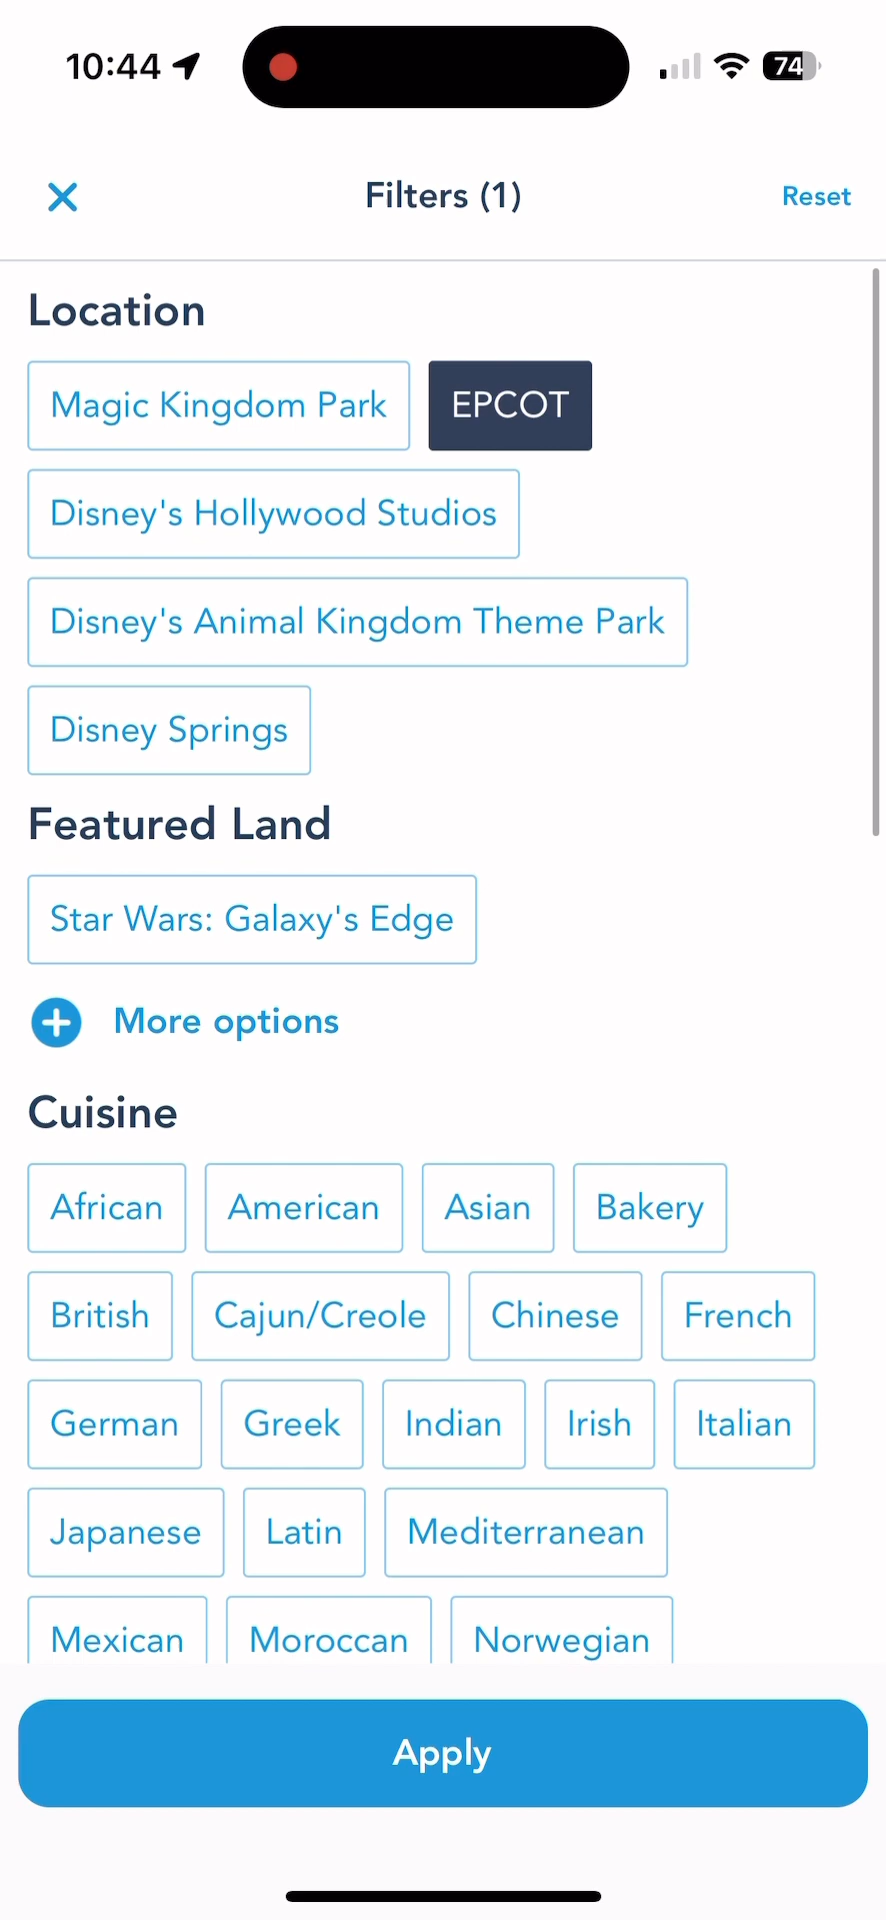 10:44 74
Filters (1) Reset
Location
Magic Kingdom Park EPCOT
Disney's Hollywood Studios
Disney's Animal Kingdom Theme Park
Disney Springs
Featured Land
Star Wars: Galaxy's Edge
More options
Cuisine
African American Asian Bakery
British Cajun/Creole Chinese French
German Greek Indian Irish Italian
Japanese Latin Mediterranean
Mexican Moroccan Norwegian
Apply